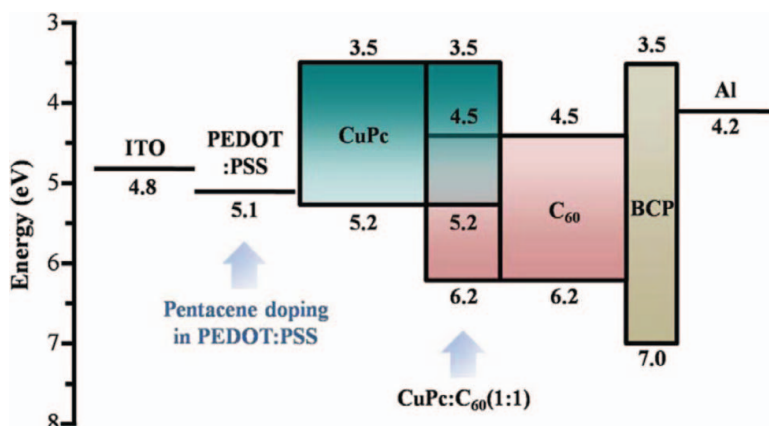 3
4
5
6
7
8
Energy (eV)
ITO
4.8
PEDOT
:PSS
5.1
Pentacene doping
in PEDOT:PSS
3.5
CuPc
5.2
3.5
4.5
5.2
6.2
CuPc:C₆₀(1:1)
4.5
C₆₀
6.2
3.5
BCP
7.0
Al
4.2